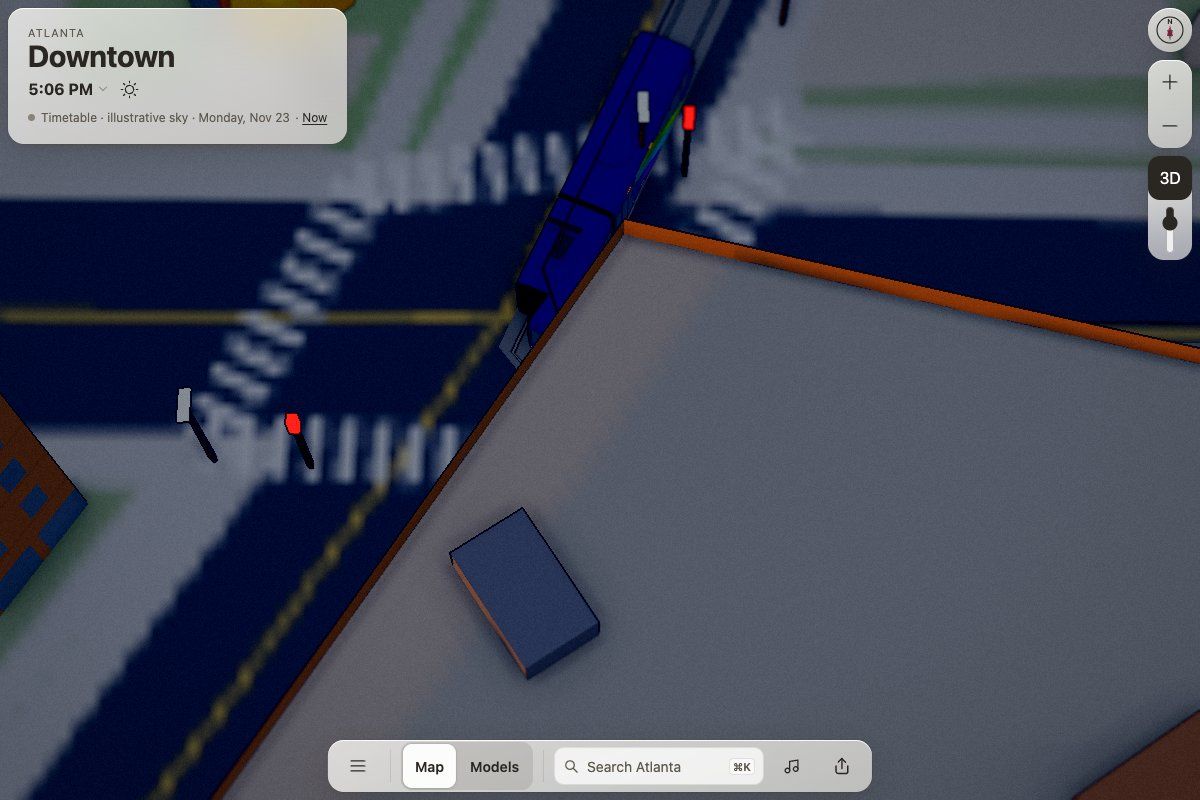 ATLANTA
Downtown
5:06 PM
Timetable · illustrative sky · Monday, Nov 23 · Now
N
+
−
3D
Map
Models
Search Atlanta
⌘K